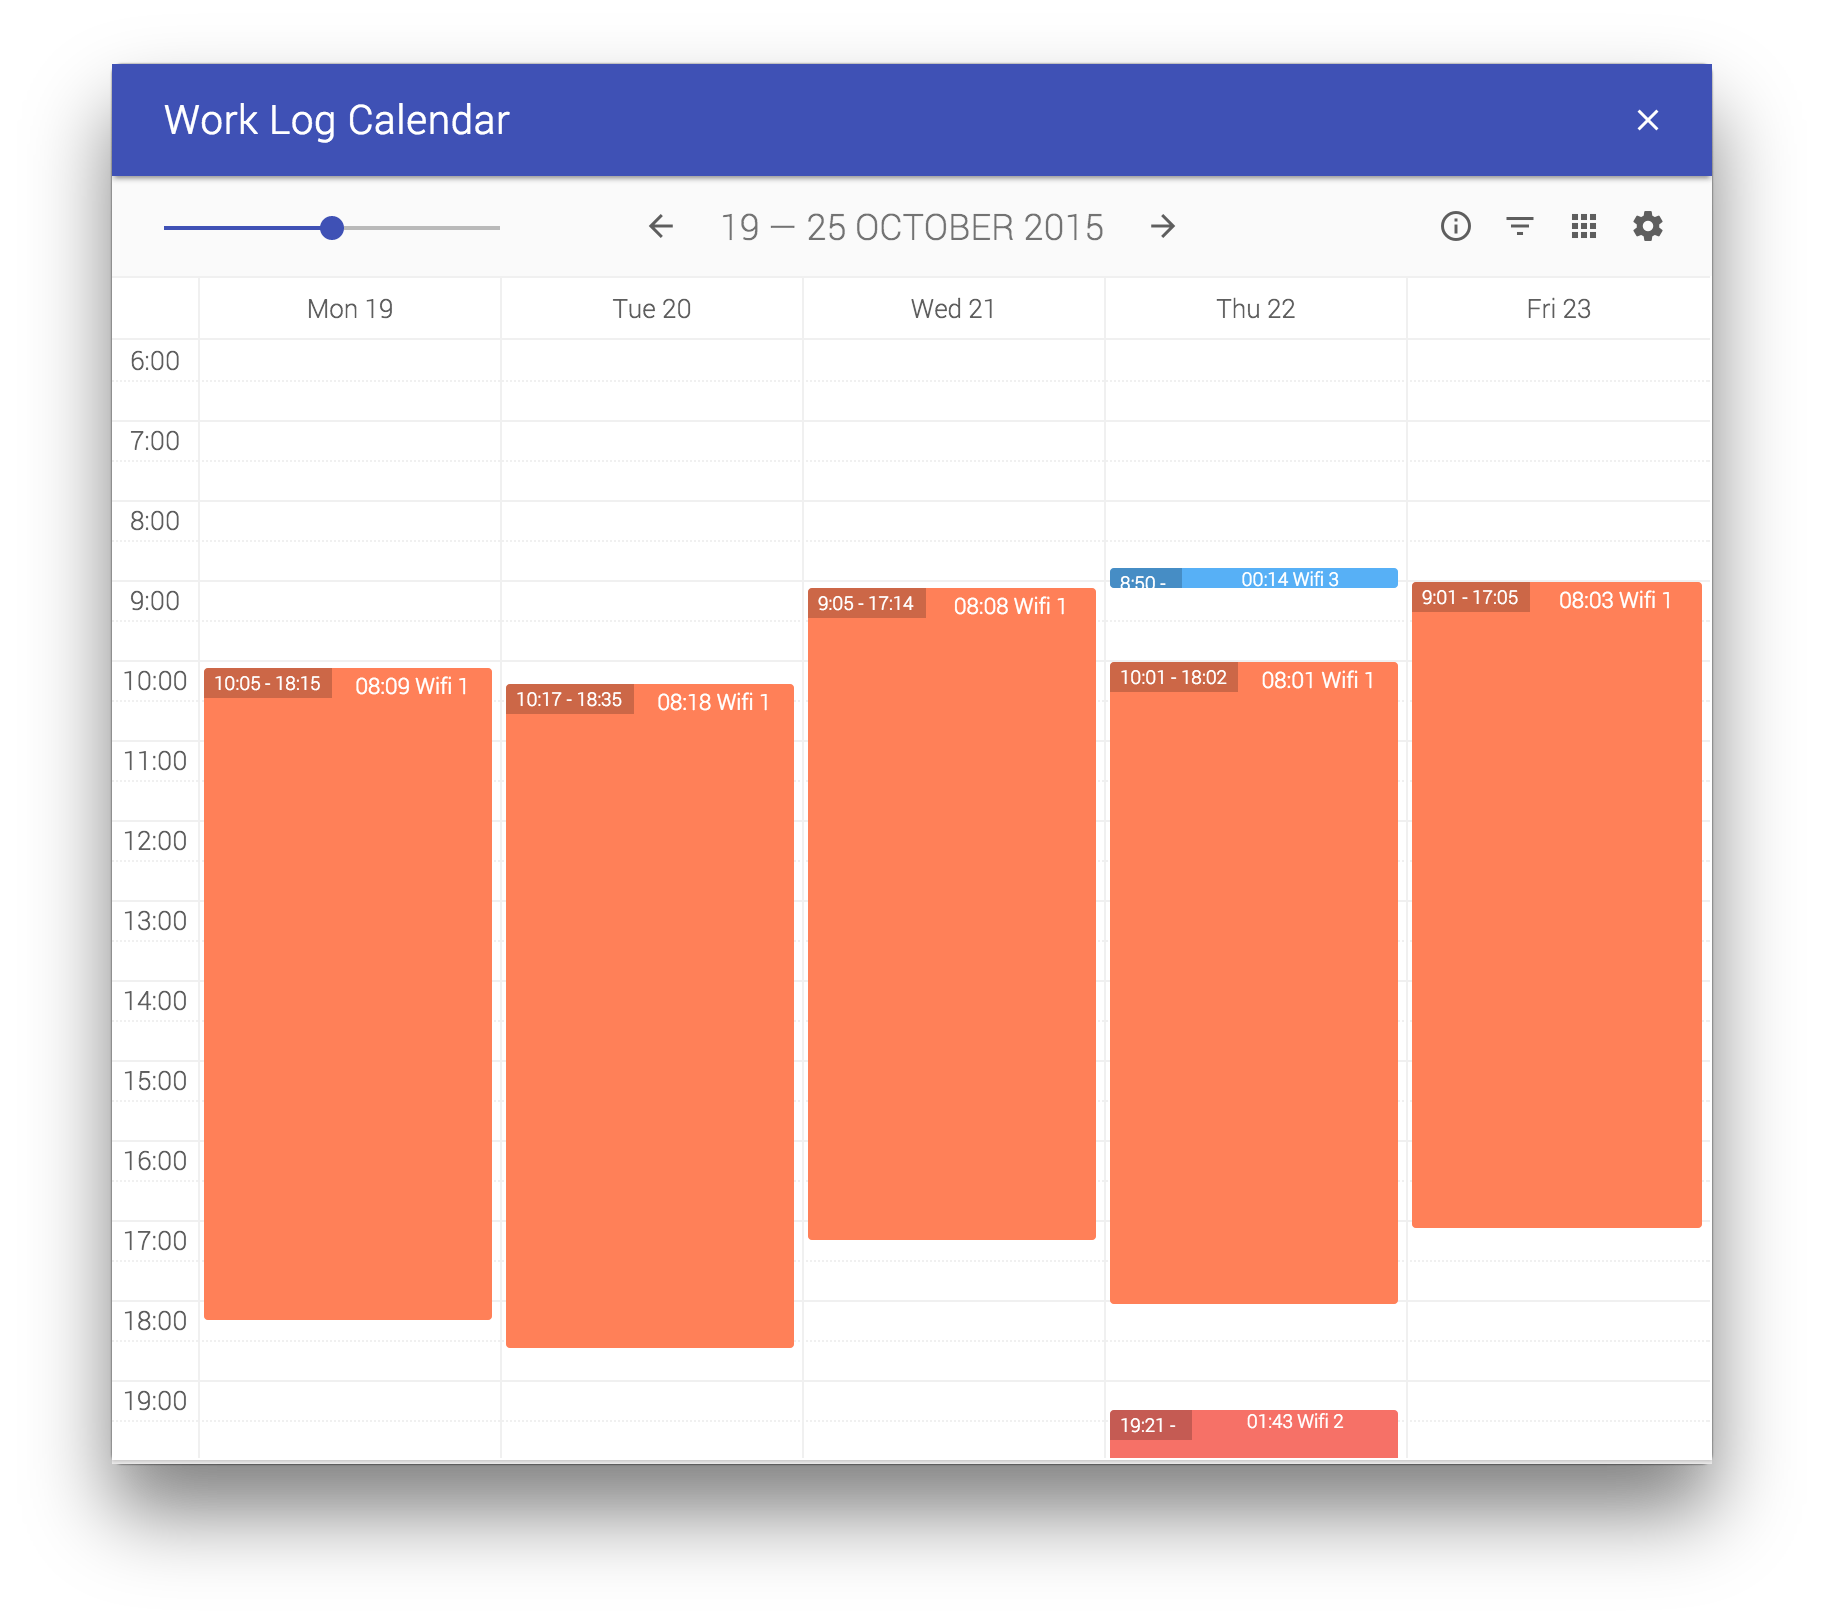 Work Log Calendar
19 — 25 OCTOBER 2015
Mon 19
Tue 20
Wed 21
Thu 22
Fri 23
6:00
7:00
8:00
8:50 -
00:14 Wifi 3
9:00
9:05 - 17:14
08:08 Wifi 1
9:01 - 17:05
08:03 Wifi 1
10:00
10:05 - 18:15
08:09 Wifi 1
10:17 - 18:35
08:18 Wifi 1
10:01 - 18:02
08:01 Wifi 1
11:00
12:00
13:00
14:00
15:00
16:00
17:00
18:00
19:00
19:21 -
01:43 Wifi 2